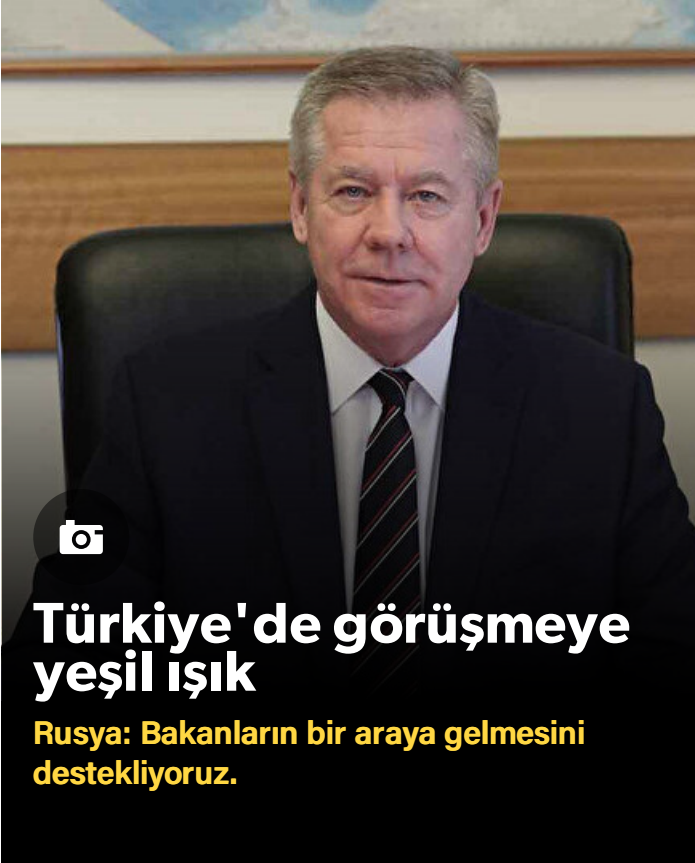 Türkiye'de görüşmeye
yeşil ışık
Rusya: Bakanların bir araya gelmesini
destekliyoruz.